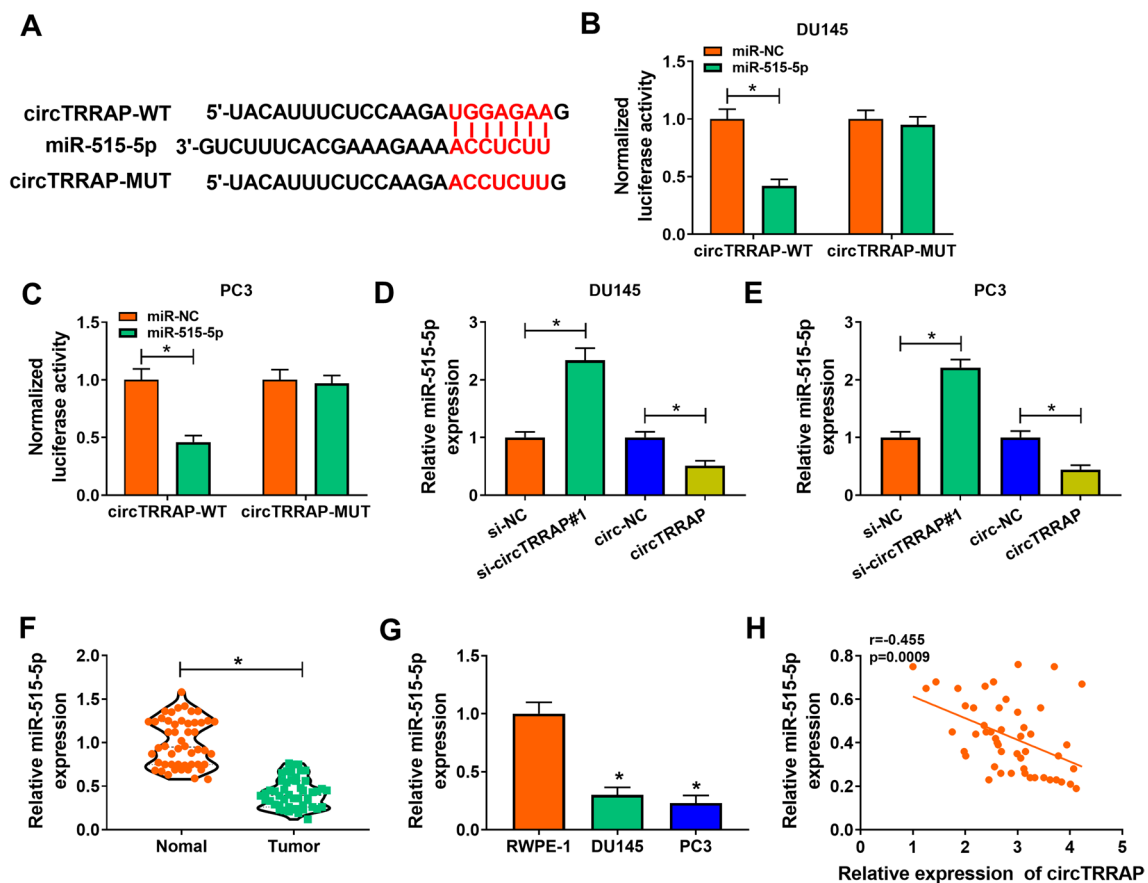 A
circTRRAP-WT 5'-UACAUUUCUCCAAGAUGGAGAAG
miR-515-5p 3'-GUCUUUCACGAAAGAAAACCUCUU
circTRRAP-MUT 5'-UACAUUUCUCCAAGAACCUCUUG
B
DU145
miR-NC
miR-515-5p
Normalized
luciferase activity
1.5
1.0
0.5
0.0
*
circTRRAP-WT circTRRAP-MUT
C
PC3
miR-NC
miR-515-5p
Normalized
luciferase activity
1.5
1.0
0.5
0.0
*
circTRRAP-WT circTRRAP-MUT
D
DU145
Relative miR-515-5p
expression
3
2
1
0
*
*
si-NC
si-circTRRAP#1
circ-NC
circTRRAP
E
PC3
Relative miR-515-5p
expression
3
2
1
0
*
*
si-NC
si-circTRRAP#1
circ-NC
circTRRAP
F
Relative miR-515-5p
expression
2.0
1.5
1.0
0.5
0.0
*
Nomal Tumor
G
Relative miR-515-5p
expression
1.5
1.0
0.5
0.0
*
*
RWPE-1 DU145 PC3
H
r=-0.455
p=0.0009
Relative miR-515-5p
expression
0.8
0.6
0.4
0.2
0.0
0 1 2 3 4 5
Relative expression of circTRRAP